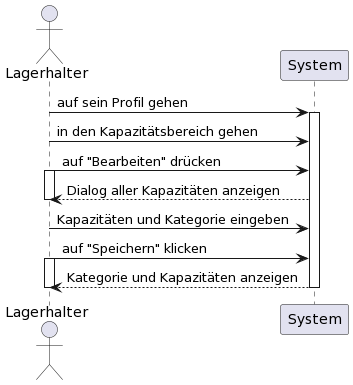 Lagerhalter
System
auf sein Profil gehen
in den Kapazitätsbereich gehen
auf "Bearbeiten" drücken
Dialog aller Kapazitäten anzeigen
Kapazitäten und Kategorie eingeben
auf "Speichern" klicken
Kategorie und Kapazitäten anzeigen
Lagerhalter
System